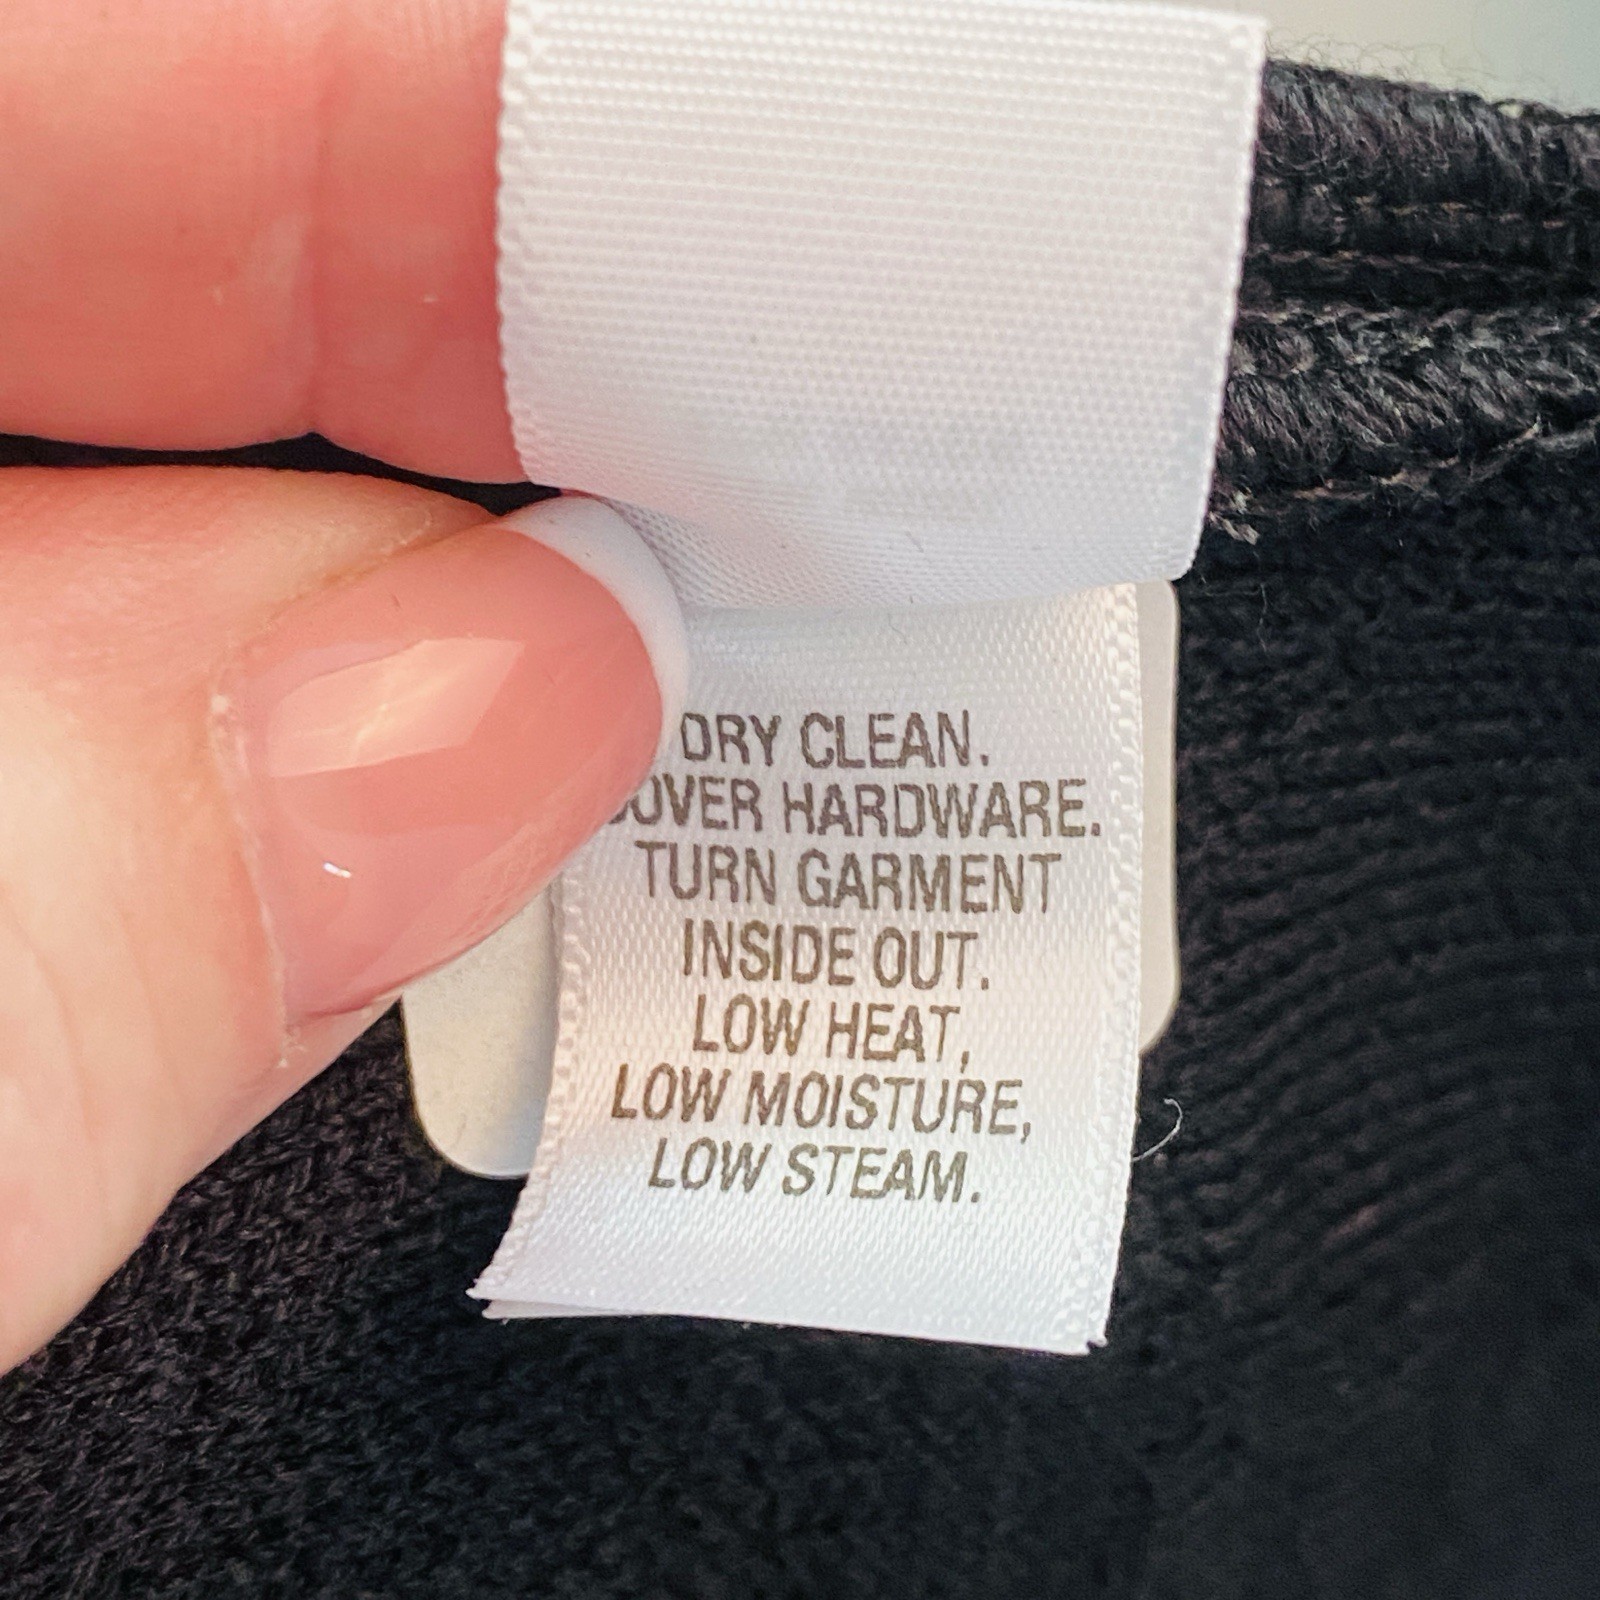 DRY CLEAN.
COVER HARDWARE.
TURN GARMENT
INSIDE OUT.
LOW HEAT,
LOW MOISTURE,
LOW STEAM.